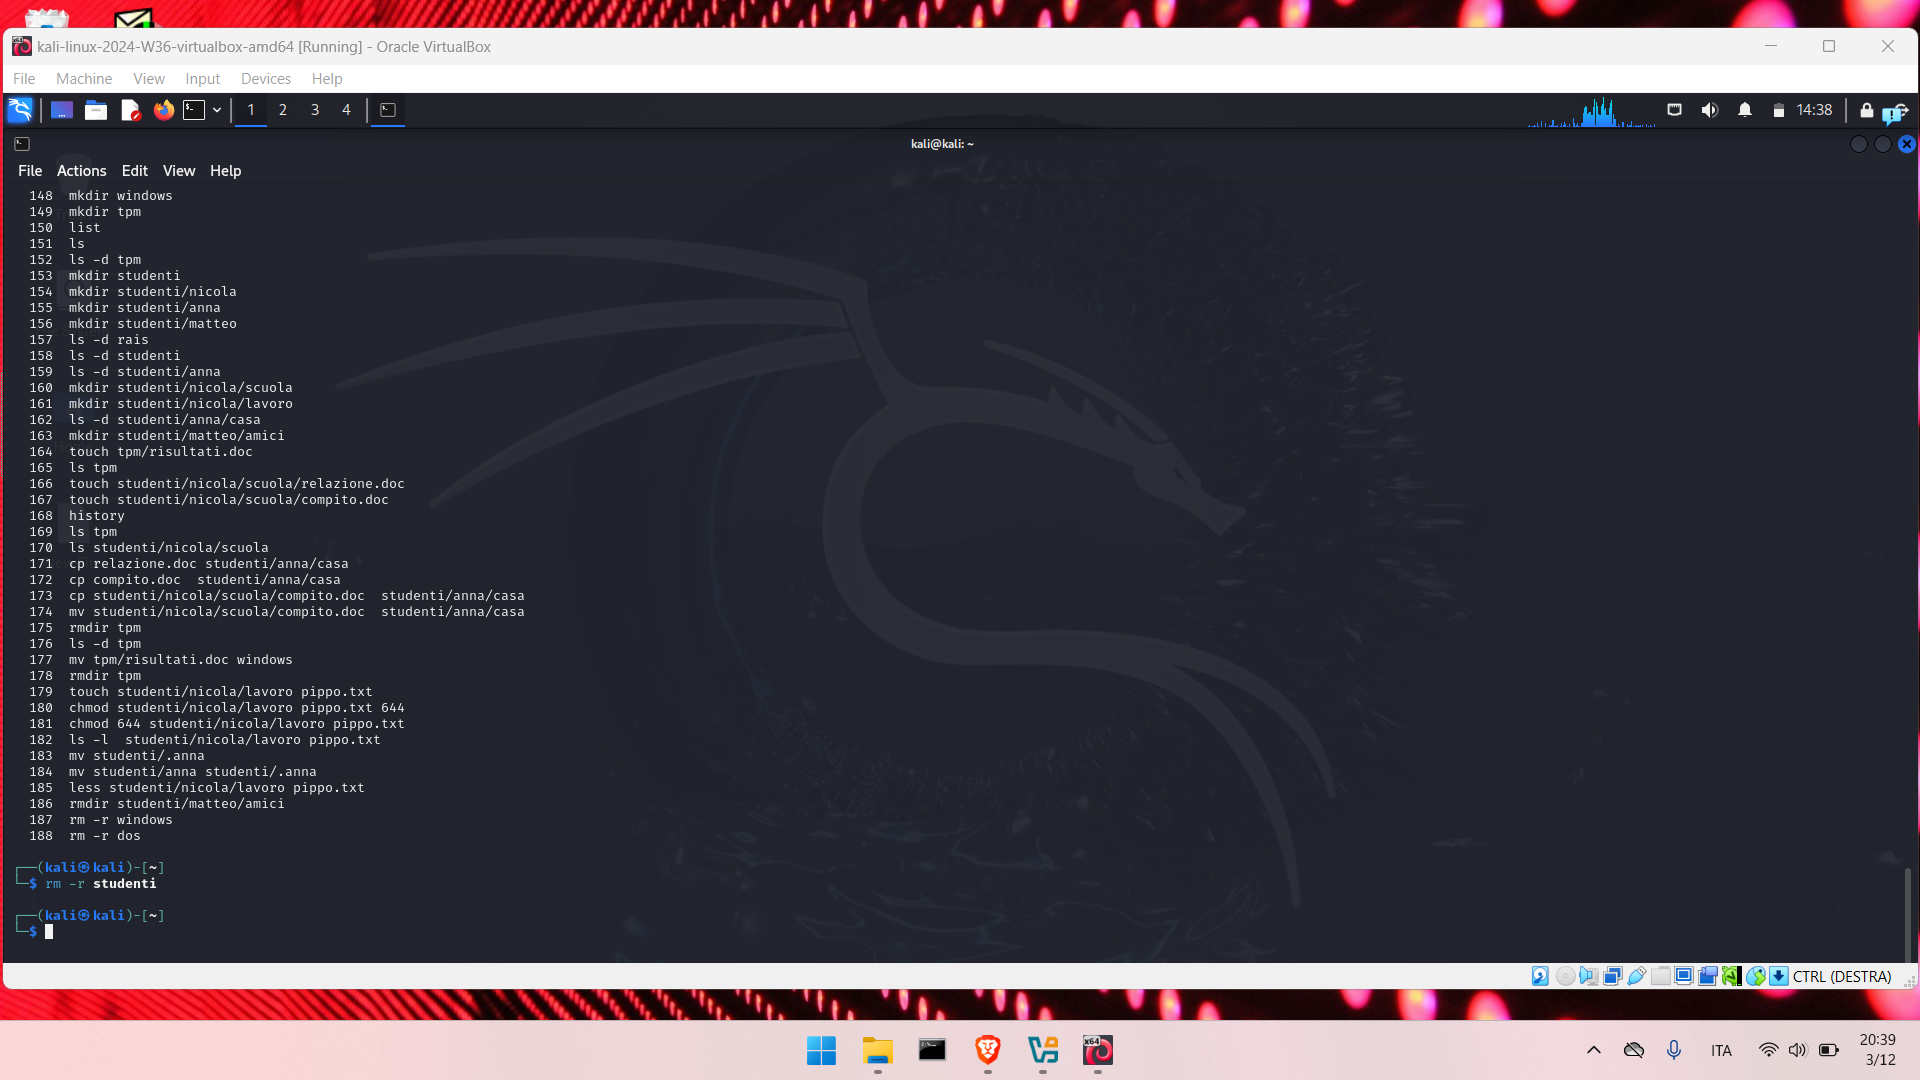 kali-linux-2024-W36-virtualbox-amd64 [Running] - Oracle VirtualBox
File Machine View Input Devices Help
1 2 3 4 14:38
kali@kali: ~
File Actions Edit View Help
148 mkdir windows
149 mkdir tpm
150 list
151 ls
152 ls -d tpm
153 mkdir studenti
154 mkdir studenti/nicola
155 mkdir studenti/anna
156 mkdir studenti/matteo
157 ls -d rais
158 ls -d studenti
159 ls -d studenti/anna
160 mkdir studenti/nicola/scuola
161 mkdir studenti/nicola/lavoro
162 ls -d studenti/anna/casa
163 mkdir studenti/matteo/amici
164 touch tpm/risultati.doc
165 ls tpm
166 touch studenti/nicola/scuola/relazione.doc
167 touch studenti/nicola/scuola/compito.doc
168 history
169 ls tpm
170 ls studenti/nicola/scuola
171 cp relazione.doc studenti/anna/casa
172 cp compito.doc  studenti/anna/casa
173 cp studenti/nicola/scuola/compito.doc  studenti/anna/casa
174 mv studenti/nicola/scuola/compito.doc  studenti/anna/casa
175 rmdir tpm
176 ls -d tpm
177 mv tpm/risultati.doc windows
178 rmdir tpm
179 touch studenti/nicola/lavoro pippo.txt
180 chmod studenti/nicola/lavoro pippo.txt 644
181 chmod 644 studenti/nicola/lavoro pippo.txt
182 ls -l  studenti/nicola/lavoro pippo.txt
183 mv studenti/.anna
184 mv studenti/anna studenti/.anna
185 less studenti/nicola/lavoro pippo.txt
186 rmdir studenti/matteo/amici
187 rm -r windows
188 rm -r dos
┌──(kali㉿kali)-[~]
└─$ rm -r studenti
┌──(kali㉿kali)-[~]
└─$
CTRL (DESTRA)
ITA
20:39
3/12